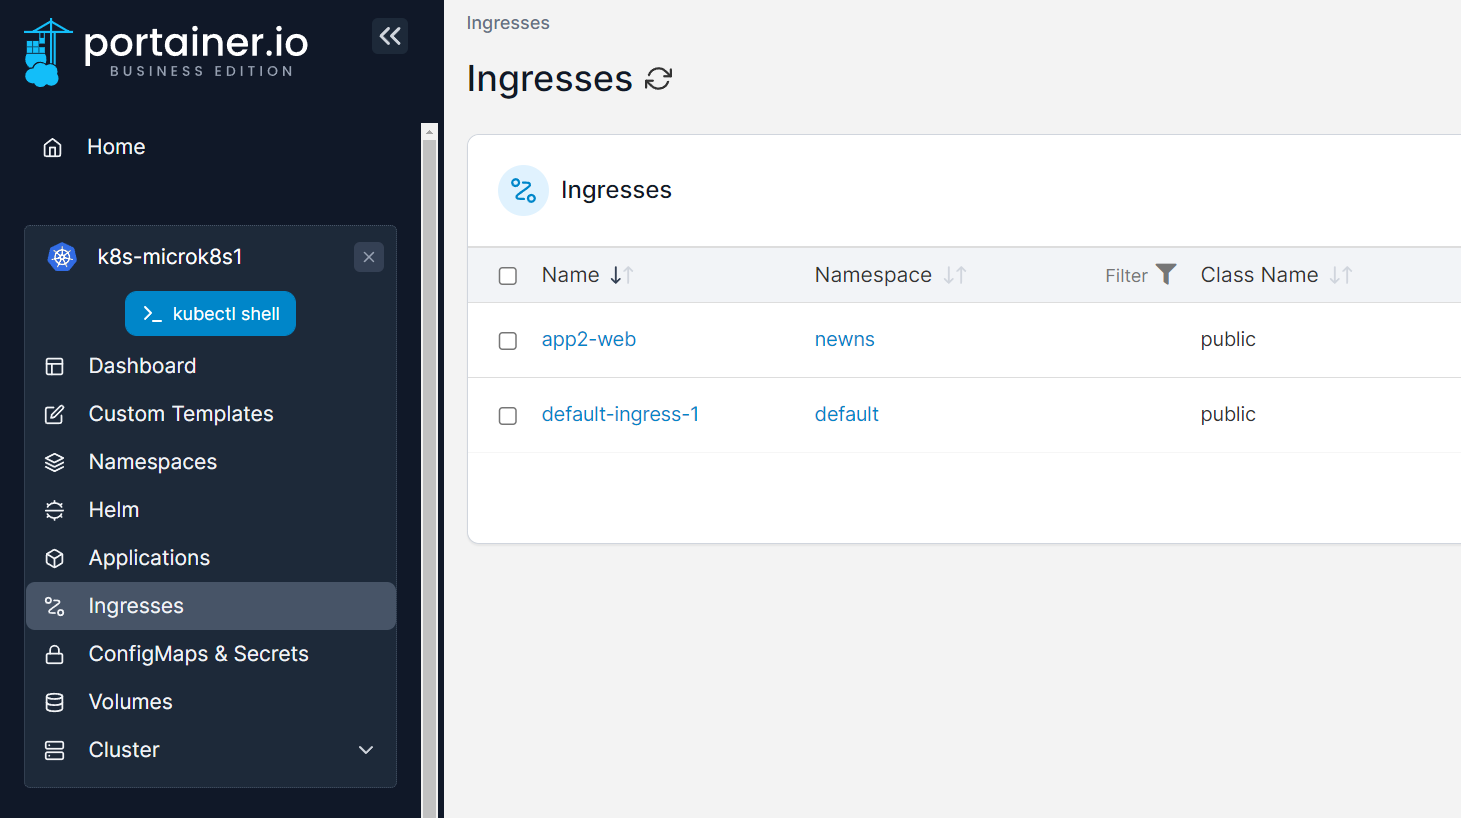 portainer.io
BUSINESS EDITION
Home
k8s-microk8s1
kubectl shell
Dashboard
Custom Templates
Namespaces
Helm
Applications
Ingresses
ConfigMaps & Secrets
Volumes
Cluster
Ingresses
Ingresses
Ingresses
Name Namespace Filter Class Name
app2-web newns public
default-ingress-1 default public